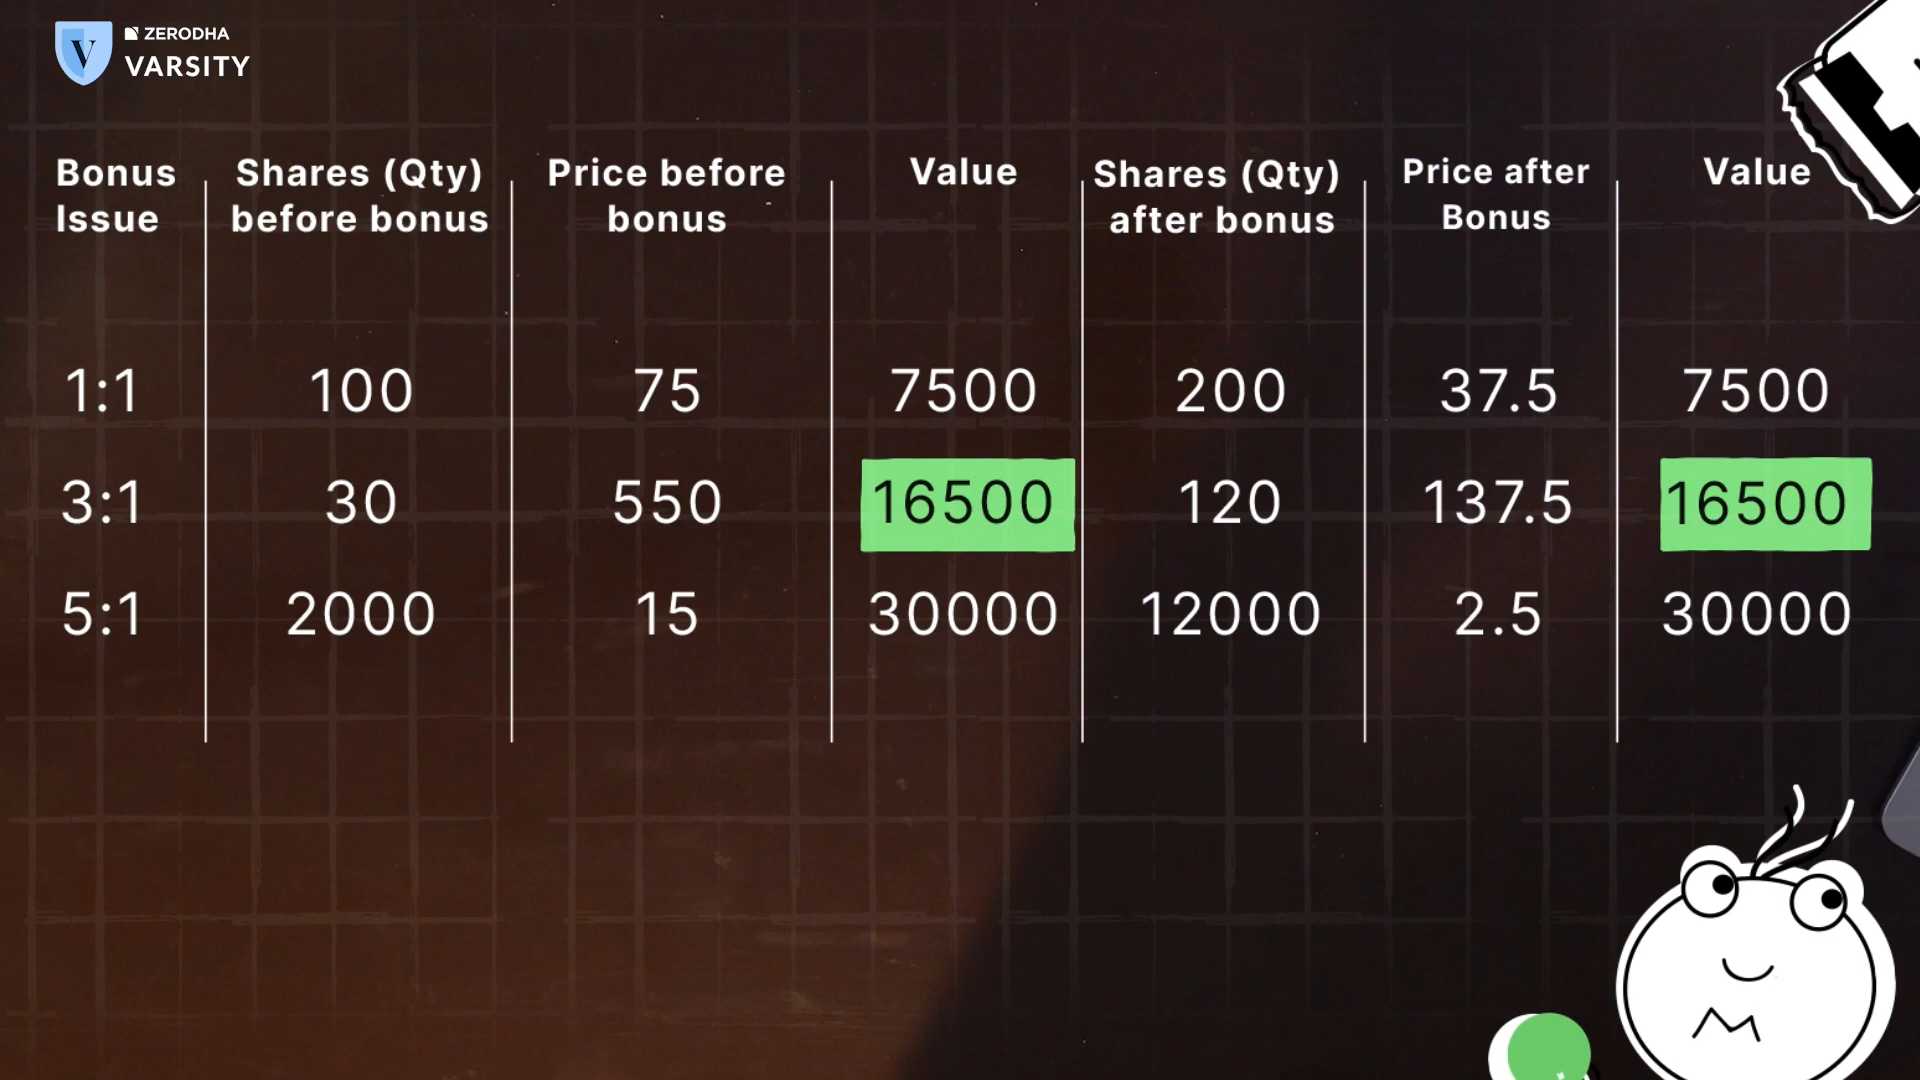 V ZERODHA
VARSITY
Bonus Issue | Shares (Qty) before bonus | Price before bonus | Value | Shares (Qty) after bonus | Price after Bonus | Value
1:1 | 100 | 75 | 7500 | 200 | 37.5 | 7500
3:1 | 30 | 550 | 16500 | 120 | 137.5 | 16500
5:1 | 2000 | 15 | 30000 | 12000 | 2.5 | 30000